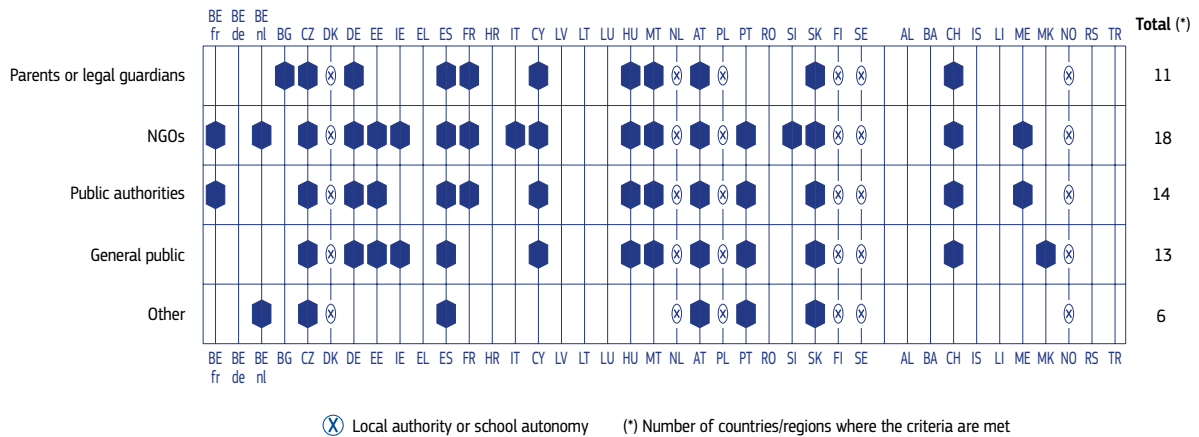 BE BE BE
fr de nl BG CZ DK DE EE IE EL ES FR HR IT CY LV LT LU HU MT NL AT PL PT RO SI SK FI SE AL BA CH IS LI ME MK NO RS TR Total (*)
Parents or legal guardians X X X X X X 11
NGOs X X X X X X 18
Public authorities X X X X X X 14
General public X X X X X X 13
Other X X X X X X 6
BE BE BE BG CZ DK DE EE IE EL ES FR HR IT CY LV LT LU HU MT NL AT PL PT RO SI SK FI SE AL BA CH IS LI ME MK NO RS TR
fr de nl
X Local authority or school autonomy (*) Number of countries/regions where the criteria are met